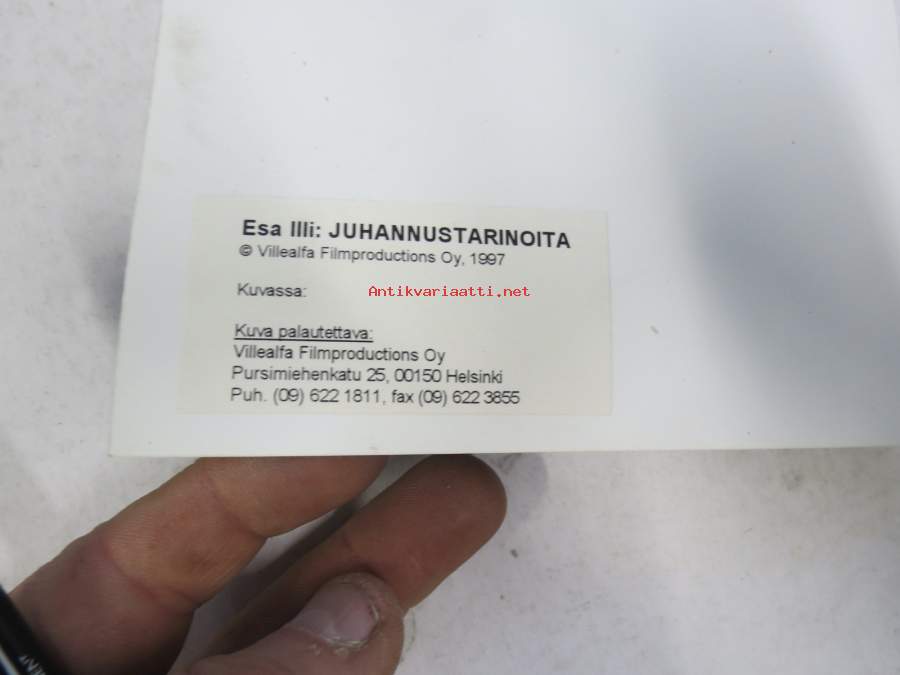 Esa Illi: JUHANNUSTARINOITA
© Villealfa Filmproductions Oy, 1997
Kuvassa:
Antikvariaatti.net
Kuva palautettava:
Villealfa Filmproductions Oy
Pursimiehenkatu 25, 00150 Helsinki
Puh. (09) 622 1811, fax (09) 622 3855